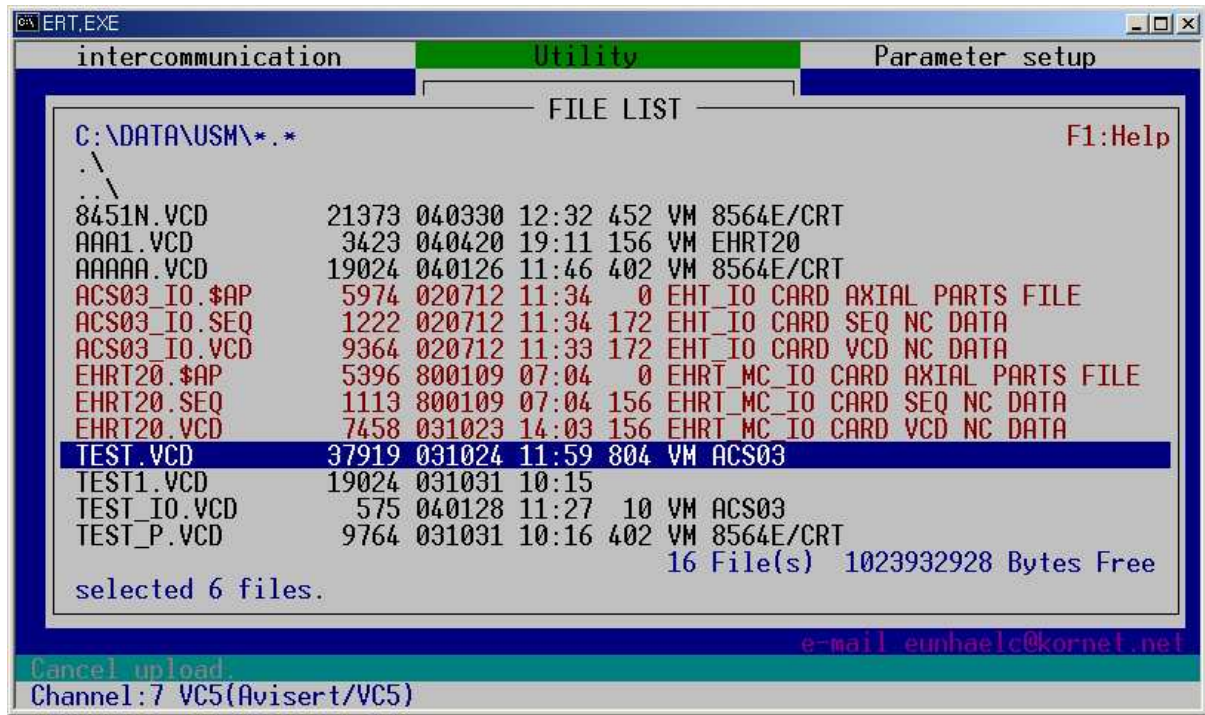 ERT.EXE
intercommunication Utility Parameter setup
FILE LIST
C:\DATA\USM\*.* F1:Help
.\
..\
8451N.VCD 21373 040330 12:32 452 VM 8564E/CRT
AAA1.VCD 3423 040420 19:11 156 VM EHRT20
AAAAA.VCD 19024 040126 11:46 402 VM 8564E/CRT
ACS03_IO.$AP 5974 020712 11:34 0 EHT_IO CARD AXIAL PARTS FILE
ACS03_IO.SEQ 1222 020712 11:34 172 EHT_IO CARD SEQ NC DATA
ACS03_IO.VCD 9364 020712 11:33 172 EHT_IO CARD VCD NC DATA
EHRT20.$AP 5396 800109 07:04 0 EHRT_MC_IO CARD AXIAL PARTS FILE
EHRT20.SEQ 1113 800109 07:04 156 EHRT_MC_IO CARD SEQ NC DATA
EHRT20.VCD 7458 031023 14:03 156 EHRT_MC_IO CARD VCD NC DATA
TEST.VCD 37919 031024 11:59 804 VM ACS03
TEST1.VCD 19024 031031 10:15
TEST_IO.VCD 575 040128 11:27 10 VM ACS03
TEST_P.VCD 9764 031031 10:16 402 VM 8564E/CRT
16 File(s) 1023932928 Bytes Free
selected 6 files.
e-mail eunhaelc@kornet.net
Cancel upload.
Channel:7 VC5(Avisert/VC5)